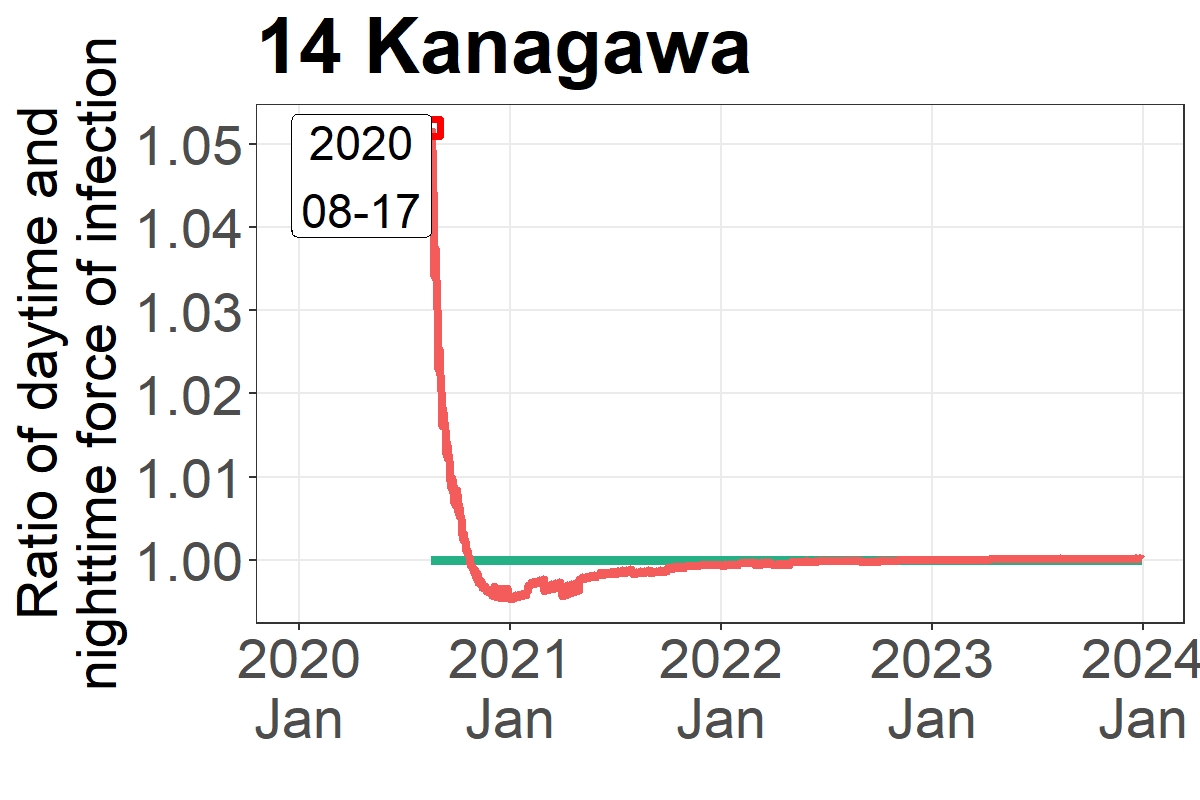 14 Kanagawa
Ratio of daytime and
nighttime force of infection
1.05
1.04
1.03
1.02
1.01
1.00
2020
08-17
2020
Jan
2021
Jan
2022
Jan
2023
Jan
2024
Jan